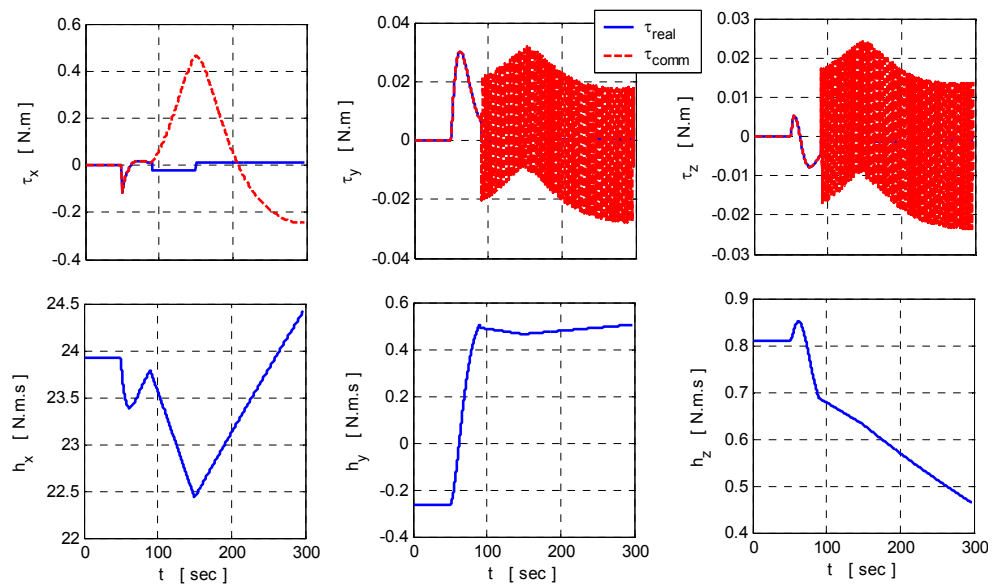 0.6
0.4
0.2
0
-0.2
-0.4
τx [ N.m ]
0.04
0.02
0
-0.02
-0.04
τy [ N.m ]
τreal
τcomm
0.03
0.02
0.01
0
-0.01
-0.02
-0.03
τz [ N.m ]
24.5
24
23.5
23
22.5
22
hx [ N.m.s ]
0 100 200 300
t [ sec ]
0.6
0.4
0.2
0
-0.2
-0.4
hy [ N.m.s ]
0 100 200 300
t [ sec ]
0.9
0.8
0.7
0.6
0.5
0.4
hz [ N.m.s ]
0 100 200 300
t [ sec ]